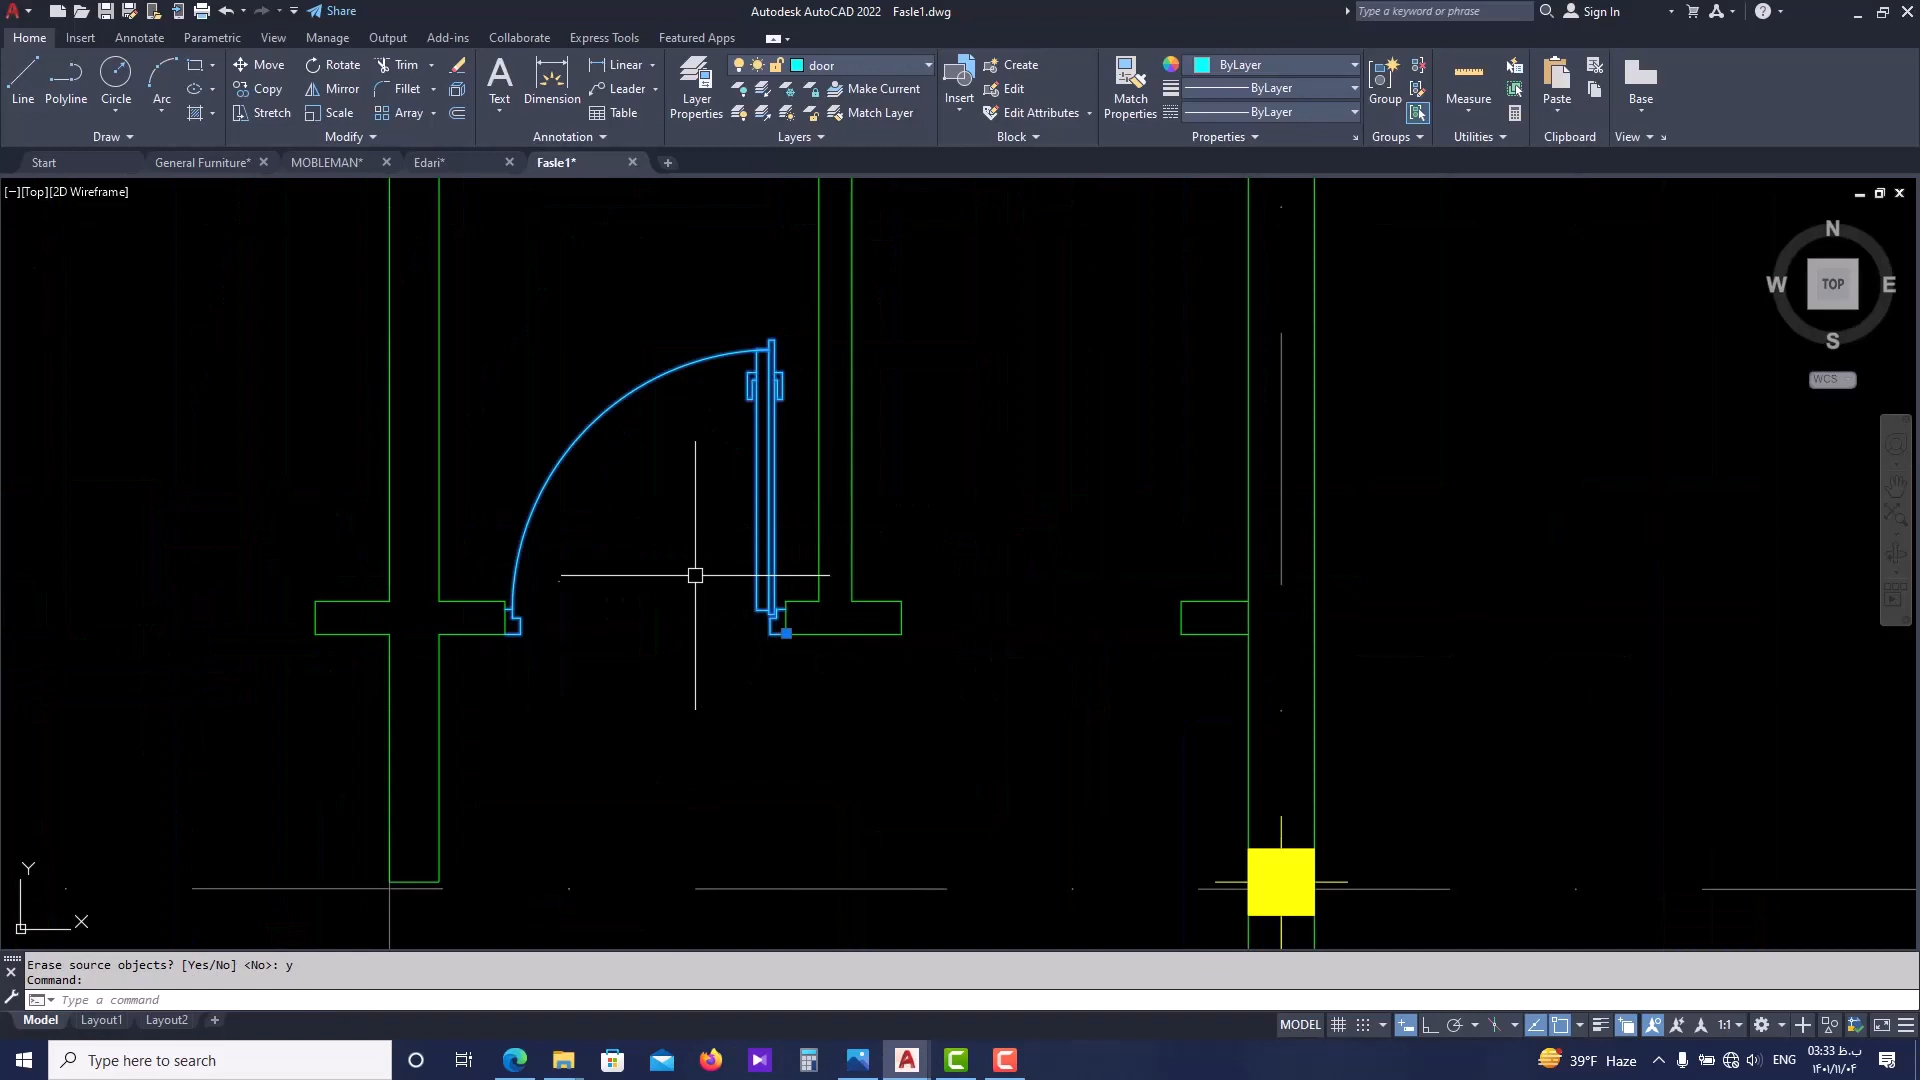 Share
Autodesk AutoCAD 2022 Fasle1.dwg
Type a keyword or phrase
Sign In
Home Insert Annotate Parametric View Manage Output Add-ins Collaborate Express Tools Featured Apps
Line Polyline Circle Arc
Move Rotate Trim
Copy Mirror Fillet
Stretch Scale Array
Text Dimension
Linear
Leader
Table
Layer Properties
door
Make Current
Match Layer
Insert
Create
Edit
Edit Attributes
Match Properties
ByLayer
ByLayer
ByLayer
Group
Measure
Paste
Base
Draw Modify Annotation Layers Block Properties Groups Utilities Clipboard View
Start General Furniture* MOBLEMAN* Edari* Fasle1*
[−][Top][2D Wireframe]
N
W TOP E
S
WCS
Y
X
Erase source objects? [Yes/No] <No>: y
Command:
Type a command
Model Layout1 Layout2
MODEL 1:1
Type here to search
39°F Haze
ENG
03:33 ب.ظ
۱۴۰۱/۱۱/۰۴